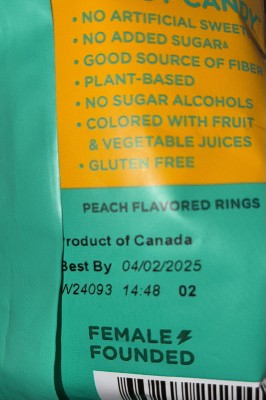 CANDY
• NO ARTIFICIAL SWEET
• NO ADDED SUGAR∆
• GOOD SOURCE OF FIBER
• PLANT-BASED
• NO SUGAR ALCOHOLS
• COLORED WITH FRUIT
& VEGETABLE JUICES
• GLUTEN FREE
PEACH FLAVORED RINGS
roduct of Canada
Best By 04/02/2025
W24093 14:48 02
FEMALE
FOUNDED